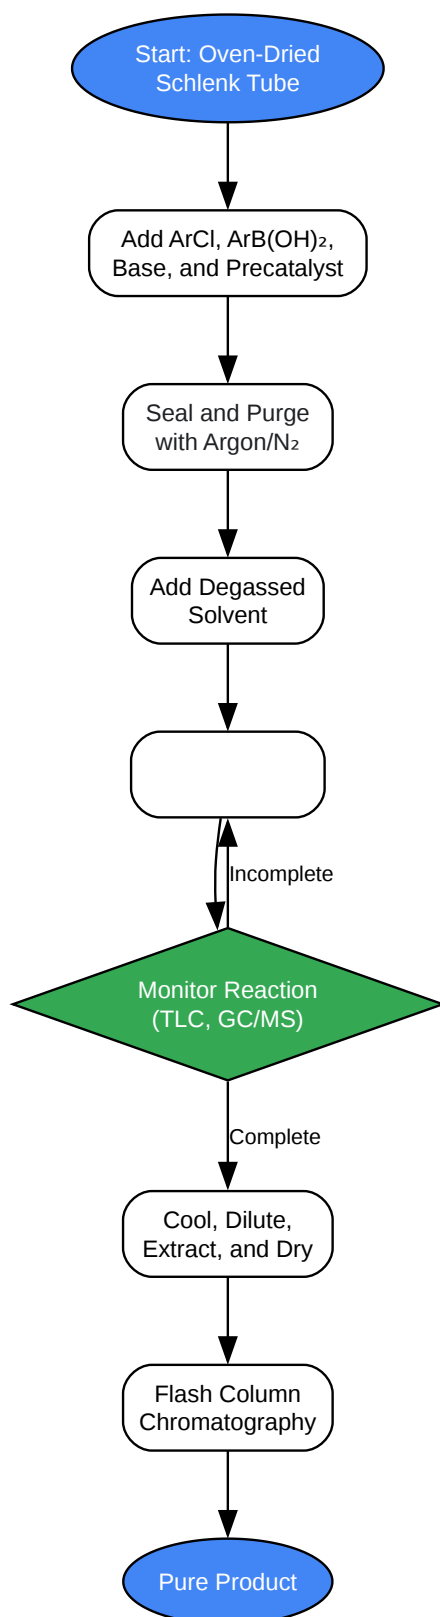 Start: Oven-Dried
Schlenk Tube
Add ArCl, ArB(OH)₂,
Base, and Precatalyst
Seal and Purge
with Argon/N₂
Add Degassed
Solvent
Incomplete
Monitor Reaction
(TLC, GC/MS)
Complete
Cool, Dilute,
Extract, and Dry
Flash Column
Chromatography
Pure Product